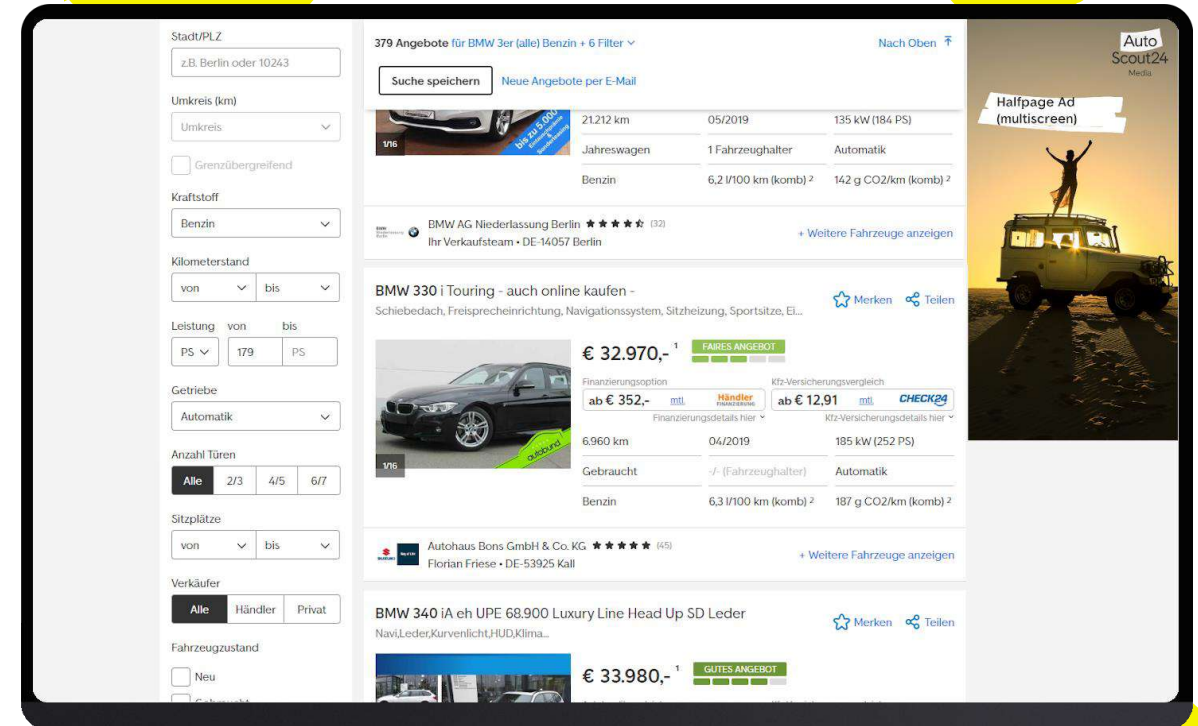 Stadt/PLZ
z.B. Berlin oder 10243
Umkreis (km)
Umkreis
Grenzübergreifend
Kraftstoff
Benzin
Kilometerstand
von bis
Leistung von bis
PS 179 PS
Getriebe
Automatik
Anzahl Türen
Alle 2/3 4/5 6/7
Sitzplätze
von bis
Verkäufer
Alle Händler Privat
Fahrzeugzustand
Neu
379 Angebote für BMW 3er (alle) Benzin + 6 Filter
Nach Oben
Suche speichern Neue Angebote per E-Mail
bis zu 5.000
1/16
21.212 km 05/2019 135 kW (184 PS)
Jahreswagen 1 Fahrzeughalter Automatik
Benzin 6,2 l/100 km (komb) 2 142 g CO2/km (komb) 2
BMW AG Niederlassung Berlin ★★★★ (32)
Ihr Verkaufsteam • DE-14057 Berlin
+ Weitere Fahrzeuge anzeigen
BMW 330 i Touring - auch online kaufen -
Schiebedach, Freisprecheinrichtung, Navigationssystem, Sitzheizung, Sportsitze, Ei...
Merken Teilen
autobund
1/16
€ 32.970,- 1 FAIRES ANGEBOT
Finanzierungsoption Kfz-Versicherungsvergleich
ab € 352,- mtl. Händler FINANZIERUNG ab € 12,91 mtl. CHECK24
Finanzierungsdetails hier Kfz-Versicherungsdetails hier
6.960 km 04/2019 185 kW (252 PS)
Gebraucht -/- (Fahrzeughalter) Automatik
Benzin 6,3 l/100 km (komb) 2 187 g CO2/km (komb) 2
Autohaus Bons GmbH & Co. KG ★★★★★ (45)
Florian Friese • DE-53925 Kall
+ Weitere Fahrzeuge anzeigen
BMW 340 iA eh UPE 68.900 Luxury Line Head Up SD Leder
Navi,Leder,Kurvenlicht,HUD,Klima...
Merken Teilen
€ 33.980,- 1 GUTES ANGEBOT
Auto
Scout24
Media
Halfpage Ad
(multiscreen)